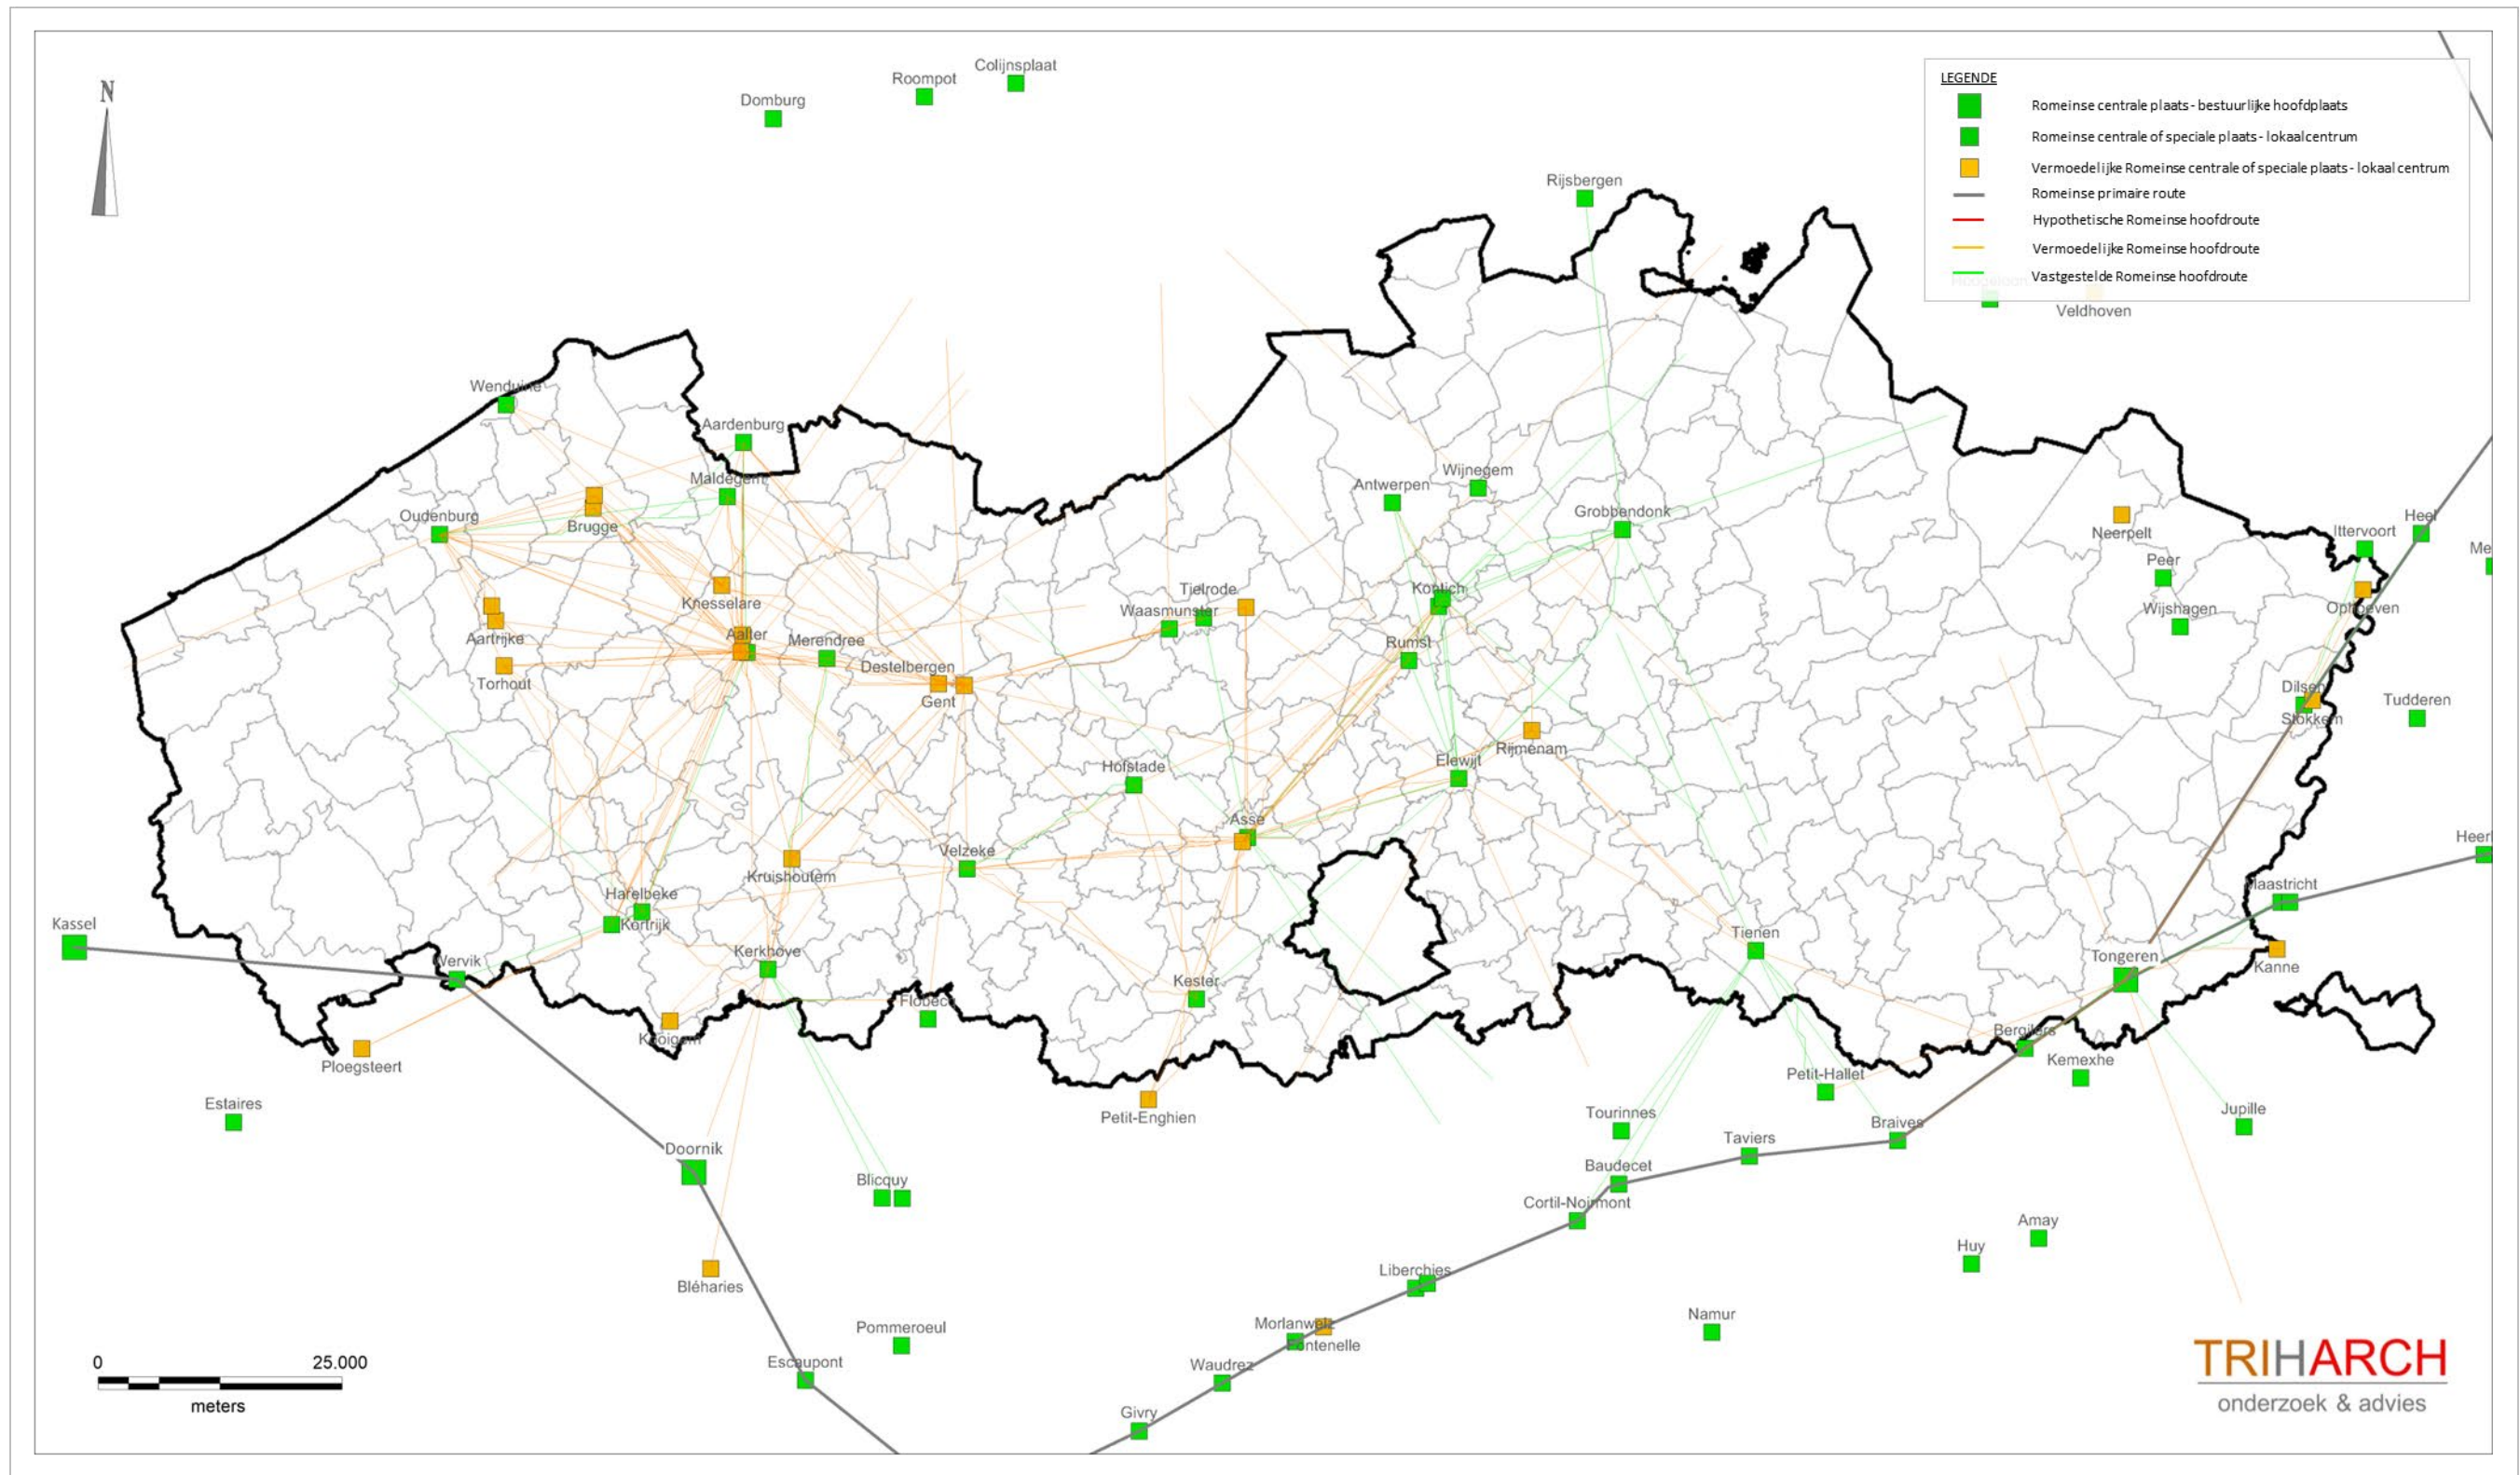 Colijnsplaat
Roompot
Domburg
N
LEGENDE
Romeinse centrale plaats - bestuurlijke hoofdplaats
Romeinse centrale of speciale plaats - lokaal centrum
Vermoedelijke Romeinse centrale of speciale plaats - lokaal centrum
Romeinse primaire route
Hypothetische Romeinse hoofdroute
Vermoedelijke Romeinse hoofdroute
Vastgestelde Romeinse hoofdroute
Rijsbergen
Veldhoven
Wenduine
Aardenburg
Maldegem
Wijnegem
Antwerpen
Oudenburg
Brugge
Grobbendonk
Heel
Neerpelt
Ittervoort
Me
Peer
Knesselare
Tielrode
Kontich
Waasmunster
Wijshagen
Ophoeven
Aartrijke
Aalter
Merendree
Rumst
Destelbergen
Torhout
Gent
Dilsen
Tudderen
Stokkem
Rijmenam
Elewijt
Hofstade
Asse
Heerl
Velzeke
Kruishoutem
Maastricht
Harelbeke
Kassel
Kortrijk
Tienen
Kerkhove
Tongeren
Wervik
Kanne
Kester
Flobecq
Bergilers
Kooigem
Kemexhe
Ploegsteert
Petit-Hallet
Estaires
Petit-Enghien
Tourinnes
Jupille
Braives
Taviers
Doornik
Baudecet
Blicquy
Cortil-Noirmont
Amay
Huy
Liberchies
Bléharies
Namur
Morlanwelz
Pommeroeul
Fontenelle
Escaupont
Waudrez
0 25.000
meters
Givry
TRIHARCH
onderzoek & advies